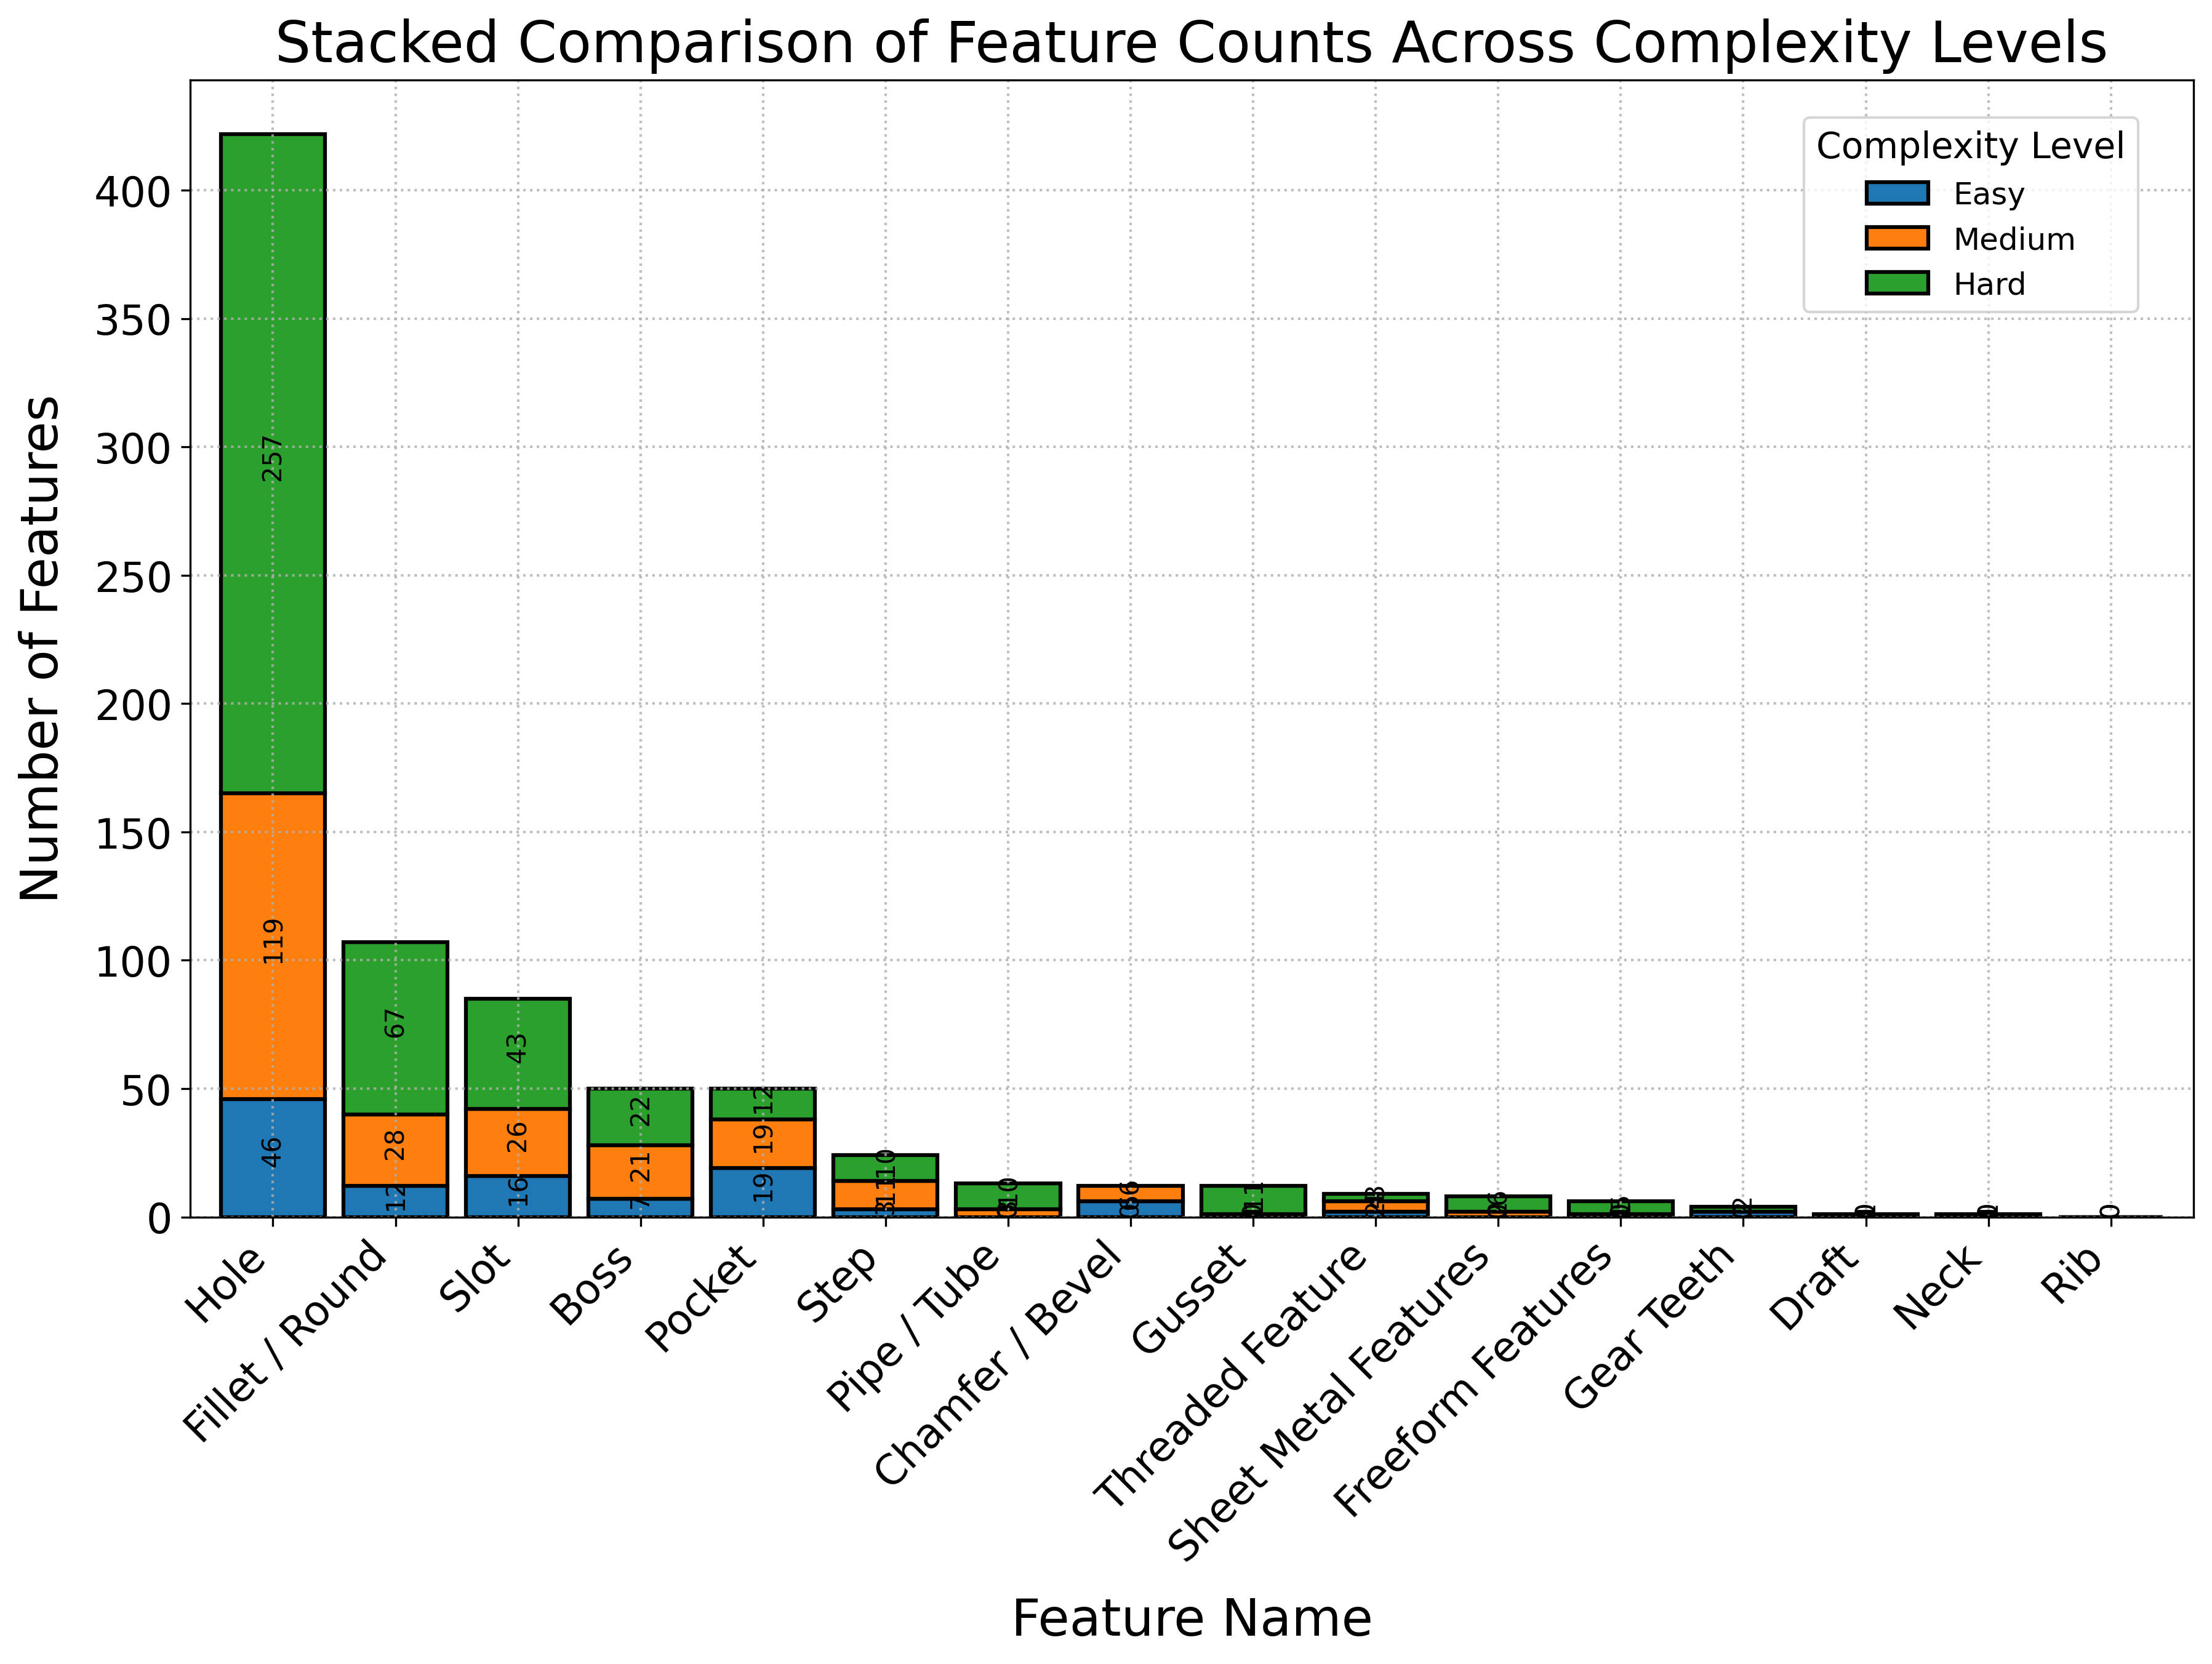 Stacked Comparison of Feature Counts Across Complexity Levels
Number of Features
400
350
300
250
200
150
100
50
0
Complexity Level
Easy
Medium
Hard
257
119
46
67
28
12
43
26
16
22
21
7
12
19
19
10
11
3
0
Hole
Fillet / Round
Slot
Boss
Pocket
Step
Pipe / Tube
Chamfer / Bevel
Gusset
Threaded Feature
Sheet Metal Features
Freeform Features
Gear Teeth
Draft
Neck
Rib
Feature Name